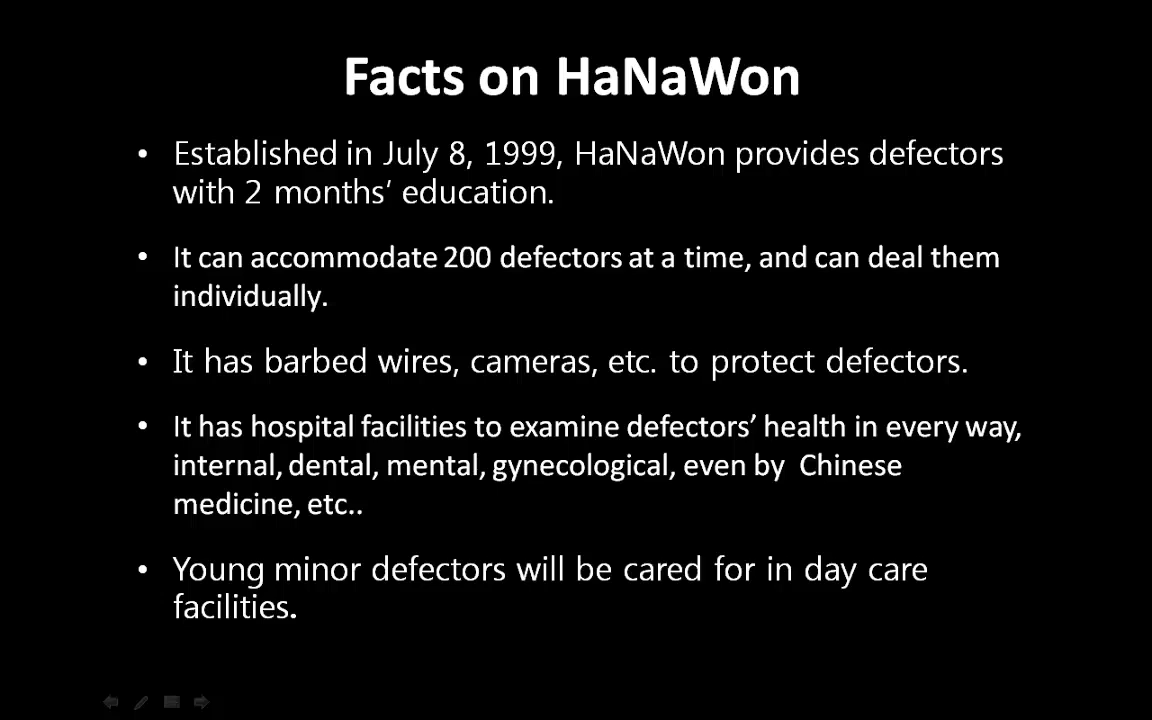 Facts on HaNaWon
• Established in July 8, 1999, HaNaWon provides defectors
with 2 months’ education.
• It can accommodate 200 defectors at a time, and can deal them
individually.
• It has barbed wires, cameras, etc. to protect defectors.
• It has hospital facilities to examine defectors’ health in every way,
internal, dental, mental, gynecological, even by  Chinese
medicine, etc..
• Young minor defectors will be cared for in day care
facilities.